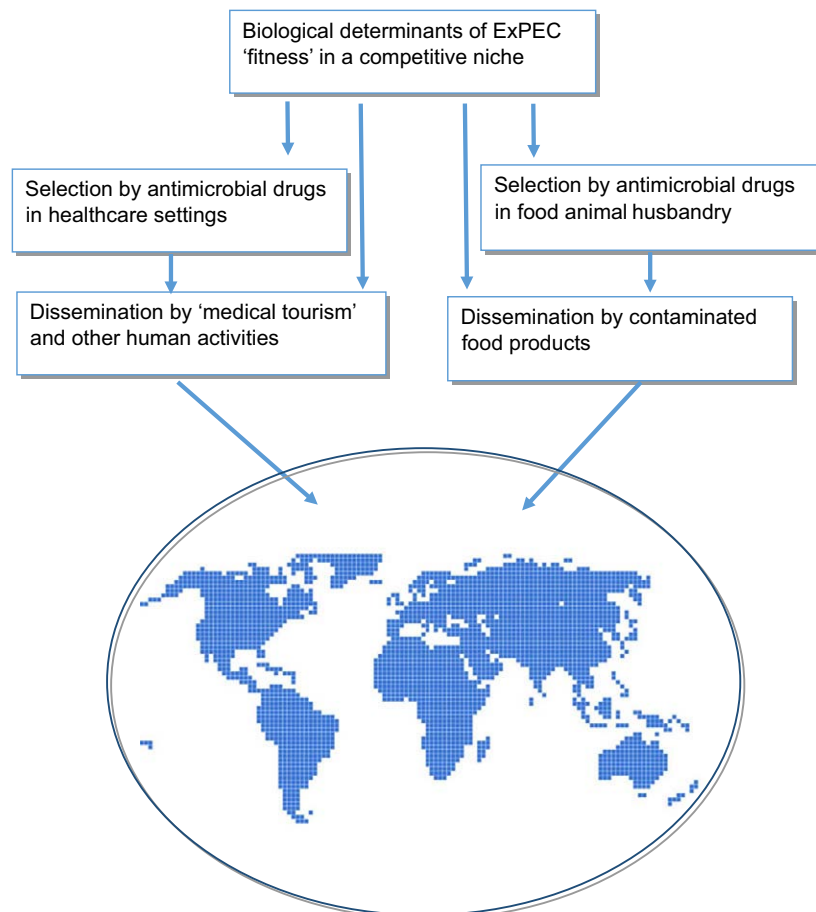 Biological determinants of ExPEC
‘fitness’ in a competitive niche
Selection by antimicrobial drugs
in healthcare settings
Selection by antimicrobial drugs
in food animal husbandry
Dissemination by ‘medical tourism’
and other human activities
Dissemination by contaminated
food products